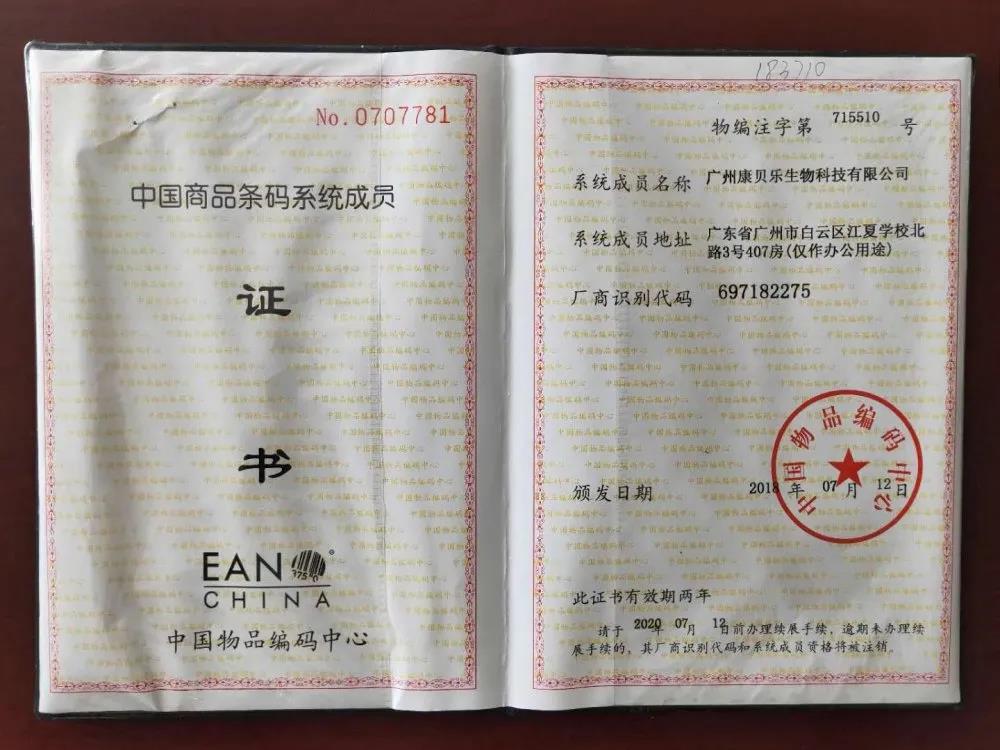 No.0707781
中国商品条码系统成员
证
书
EAN
CHINA
中国物品编码中心
183710
物编注字第 715510 号
系统成员名称 广州康贝乐生物科技有限公司
系统成员地址 广东省广州市白云区江夏学校北
路3号407房(仅作办公用途)
厂商识别代码 697182275
中国物品编码中心
颁发日期 2018 年 07 月 12 日
此证书有效期两年
请于 2020 年 07 月 12 日前办理续展手续，逾期未办理续
展手续的，其厂商识别代码和系统成员资格将被注销。